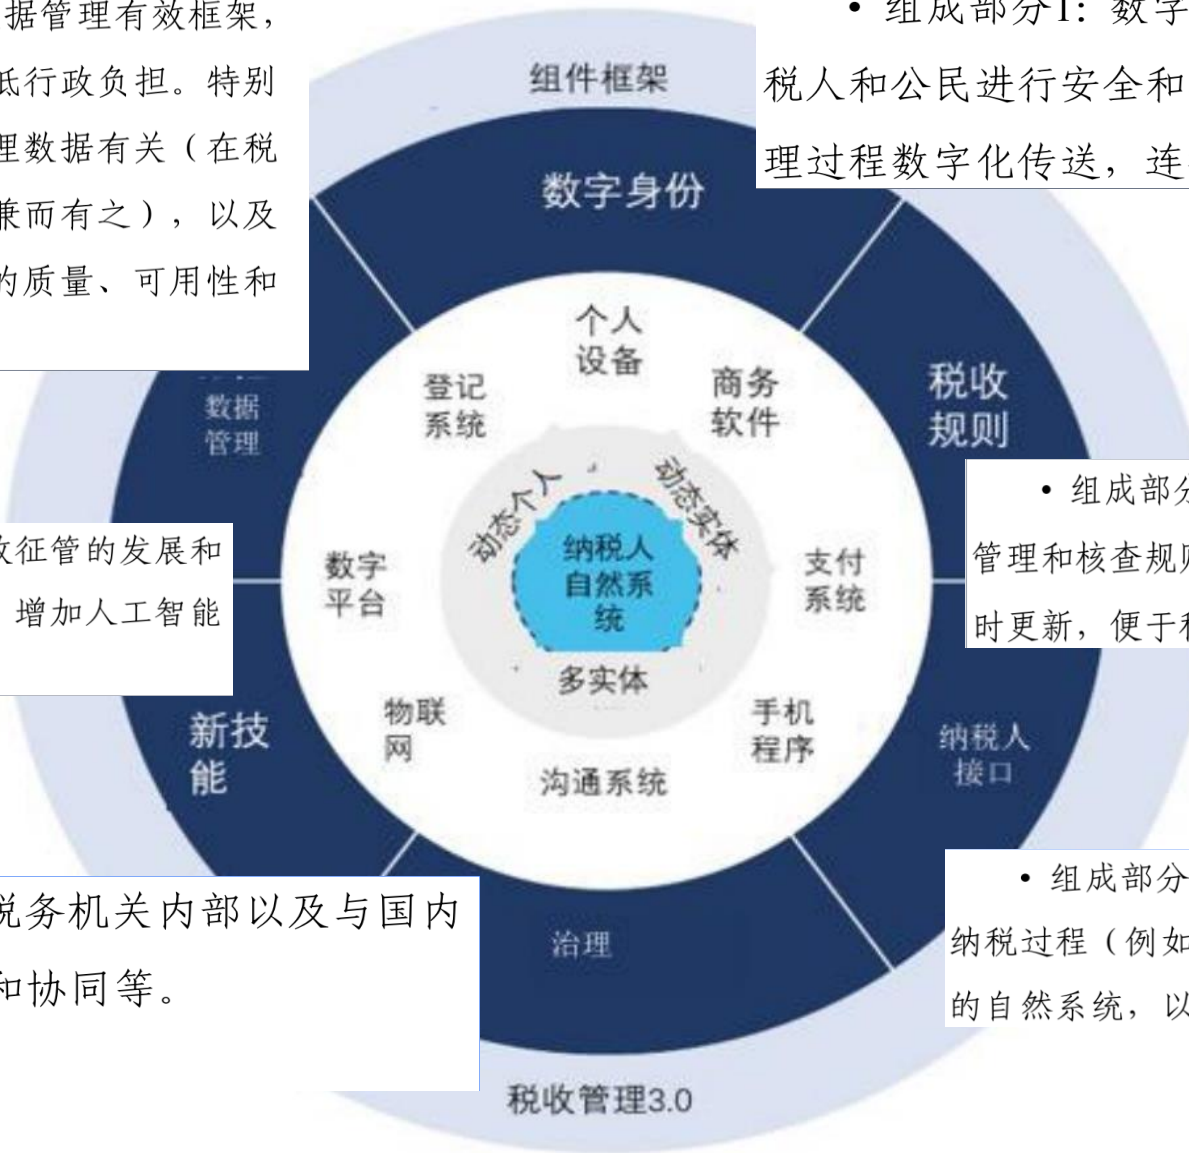 据管理有效框架，
低行政负担。特别
理数据有关（在税
兼而有之），以及
的质量、可用性和
• 组成部分1：数字
税人和公民进行安全和
理过程数字化传送，连
组件框架
数字身份
税收
规则
数据
管理
个人
设备
登记
系统
商务
软件
动态个人
动态实体
纳税人
自然系
统
多实体
数字
平台
支付
系统
物联
网
手机
程序
沟通系统
• 组成部分
管理和核查规则
时更新，便于税
收征管的发展和
增加人工智能
新技
能
纳税人
接口
• 组成部分
纳税过程（例如
的自然系统，以
税务机关内部以及与国内
和协同等。
治理
税收管理3.0